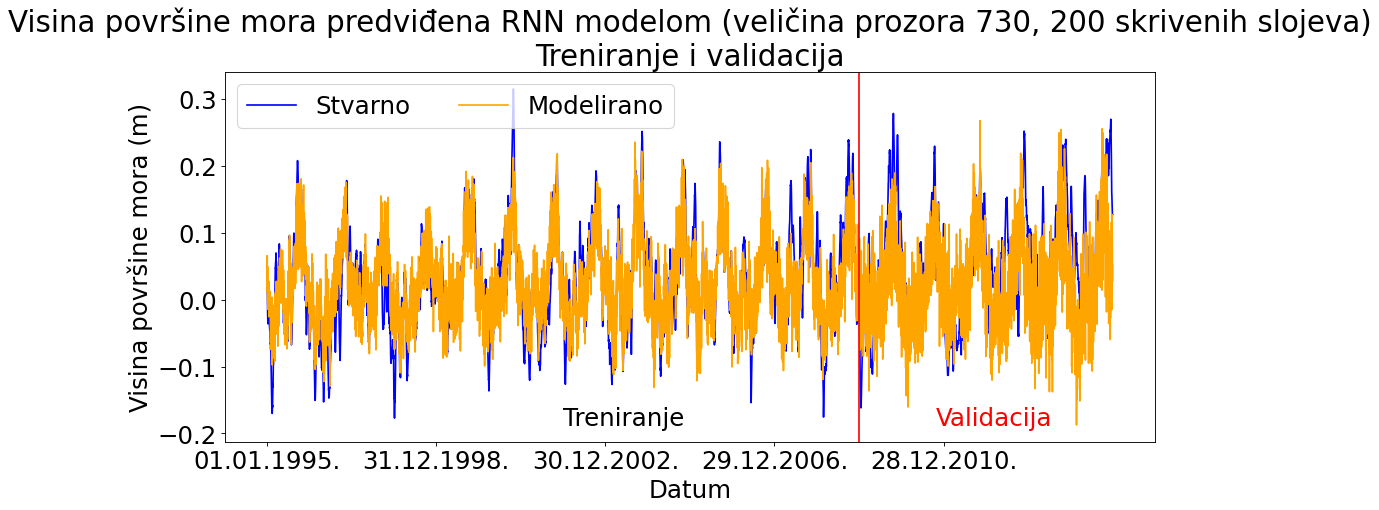 Visina površine mora predviđena RNN modelom (veličina prozora 730, 200 skrivenih slojeva)
Treniranje i validacija
Stvarno
Modelirano
Visina površine mora (m)
0.3
0.2
0.1
0.0
−0.1
−0.2
Treniranje
Validacija
01.01.1995.
31.12.1998.
30.12.2002.
29.12.2006.
28.12.2010.
Datum